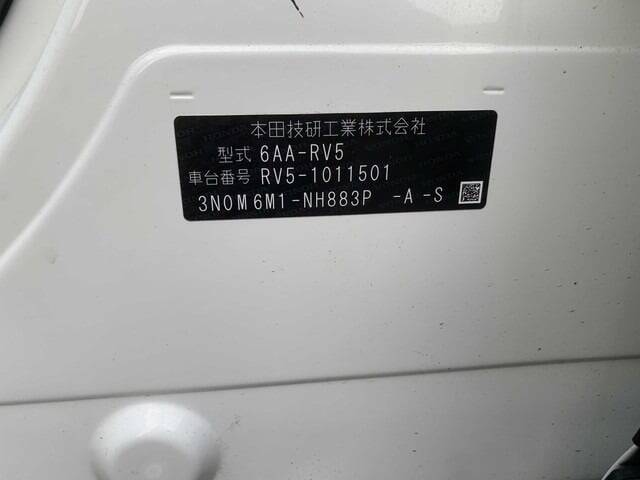 本田技研工業株式会社
型式 6AA-RV5
車台番号 RV5-1011501
3N0M6M1-NH883P -A-S